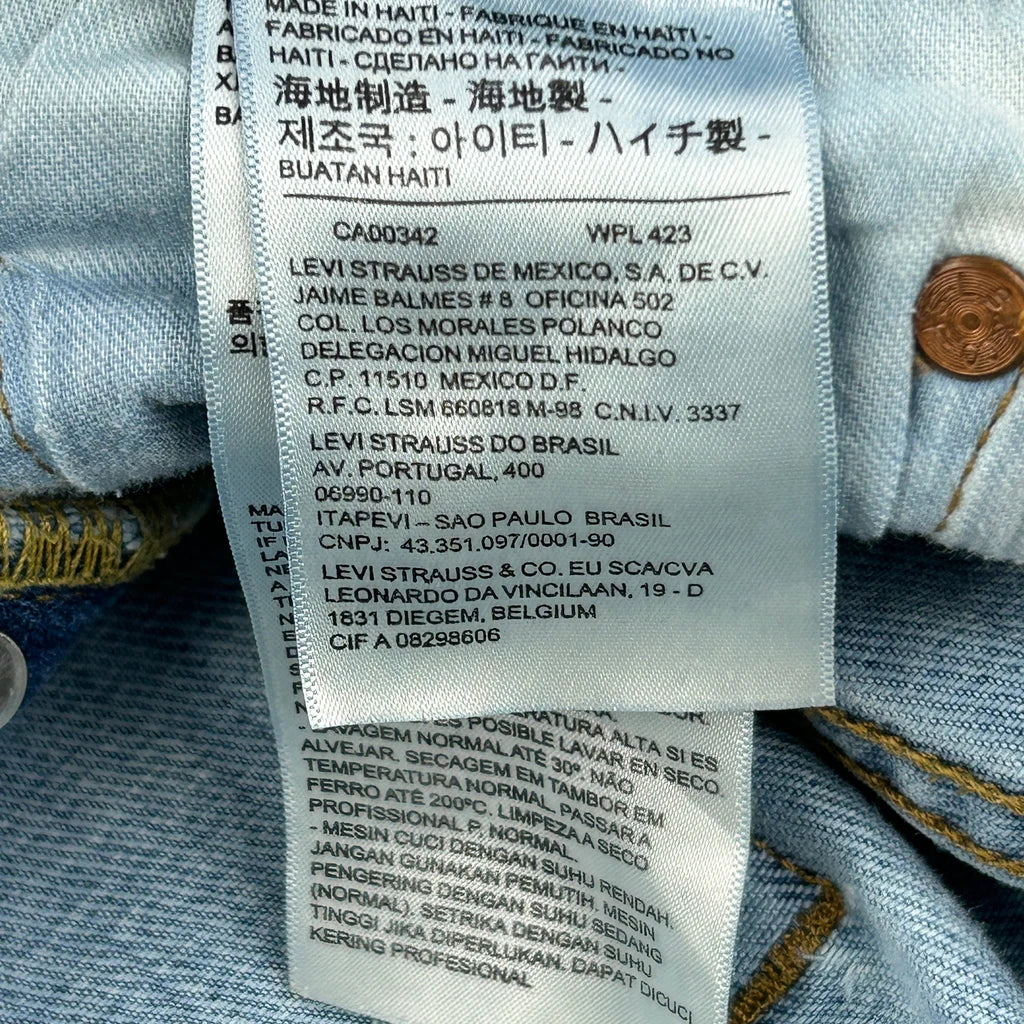 MADE IN HAITI - FABRIQUE EN HAÏTI -
FABRICADO EN HAITI - FABRICADO NO
HAITI - СДЕЛАНО НА ГАИТИ -
海地制造 - 海地製 -
제조국 : 아이티 - ハイチ製 -
BUATAN HAITI
CA00342 WPL 423
LEVI STRAUSS DE MEXICO, S.A. DE C.V.
JAIME BALMES # 8 OFICINA 502
COL. LOS MORALES POLANCO
DELEGACION MIGUEL HIDALGO
C.P. 11510 MEXICO D.F.
R.F.C. LSM 660818 M-98 C.N.I.V. 3337
LEVI STRAUSS DO BRASIL
AV. PORTUGAL, 400
06990-110
ITAPEVI – SAO PAULO BRASIL
CNPJ: 43.351.097/0001-90
LEVI STRAUSS & CO. EU SCA/CVA
LEONARDO DA VINCILAAN, 19 - D
1831 DIEGEM, BELGIUM
CIF A 08298606
ALTA SI ES
ES POSIBLE LAVAR EN SECO
LAVAGEM NORMAL ATÉ 30º. NÃO
ALVEJAR. SECAGEM EM TAMBOR EM
TEMPERATURA NORMAL. PASSAR A
FERRO ATÉ 200ºC. LIMPEZA A SECO
PROFISSIONAL P. NORMAL.
- MESIN CUCI DENGAN SUHU RENDAH.
JANGAN GUNAKAN PEMUTIH. MESIN
PENGERING DENGAN SUHU SEDANG
(NORMAL). SETRIKA DENGAN SUHU
TINGGI JIKA DIPERLUKAN. DAPAT DICUCI
KERING PROFESIONAL